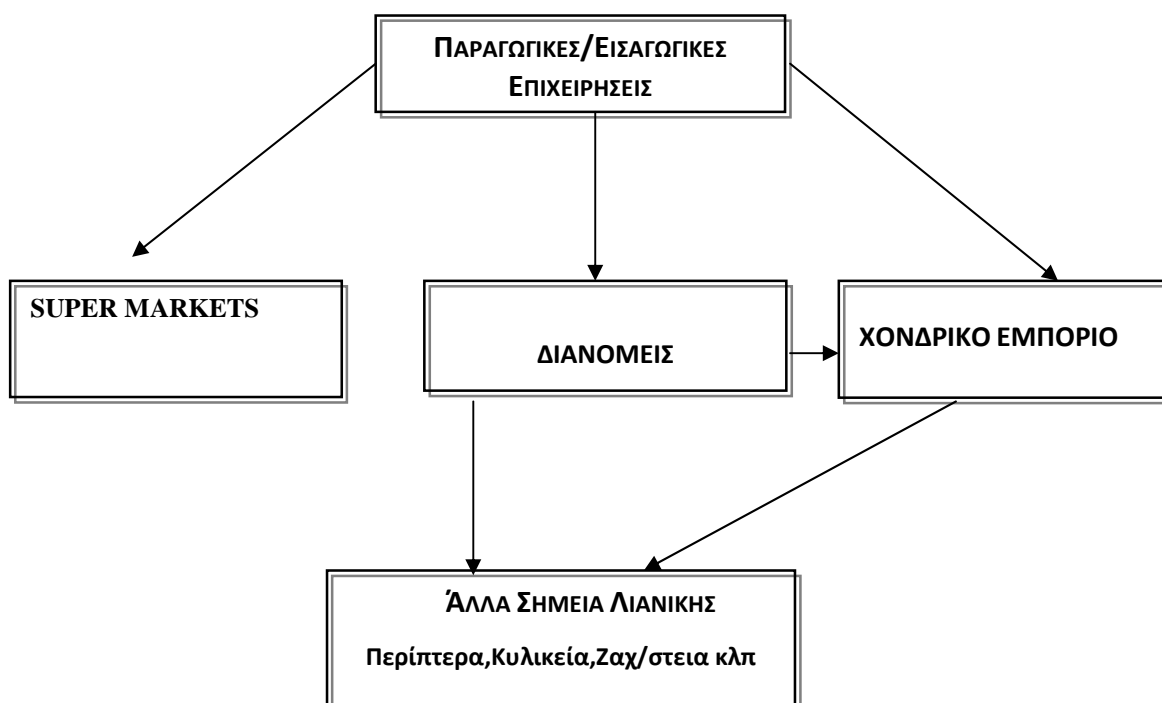 ΠΑΡΑΓΩΓΙΚΕΣ/ΕΙΣΑΓΩΓΙΚΕΣ
ΕΠΙΧΕΙΡΗΣΕΙΣ
SUPER MARKETS
ΔΙΑΝΟΜΕΙΣ
ΧΟΝΔΡΙΚΟ ΕΜΠΟΡΙΟ
ΆΛΛΑ ΣΗΜΕΙΑ ΛΙΑΝΙΚΗΣ
Περίπτερα,Κυλικεία,Ζαχ/στεια κλπ